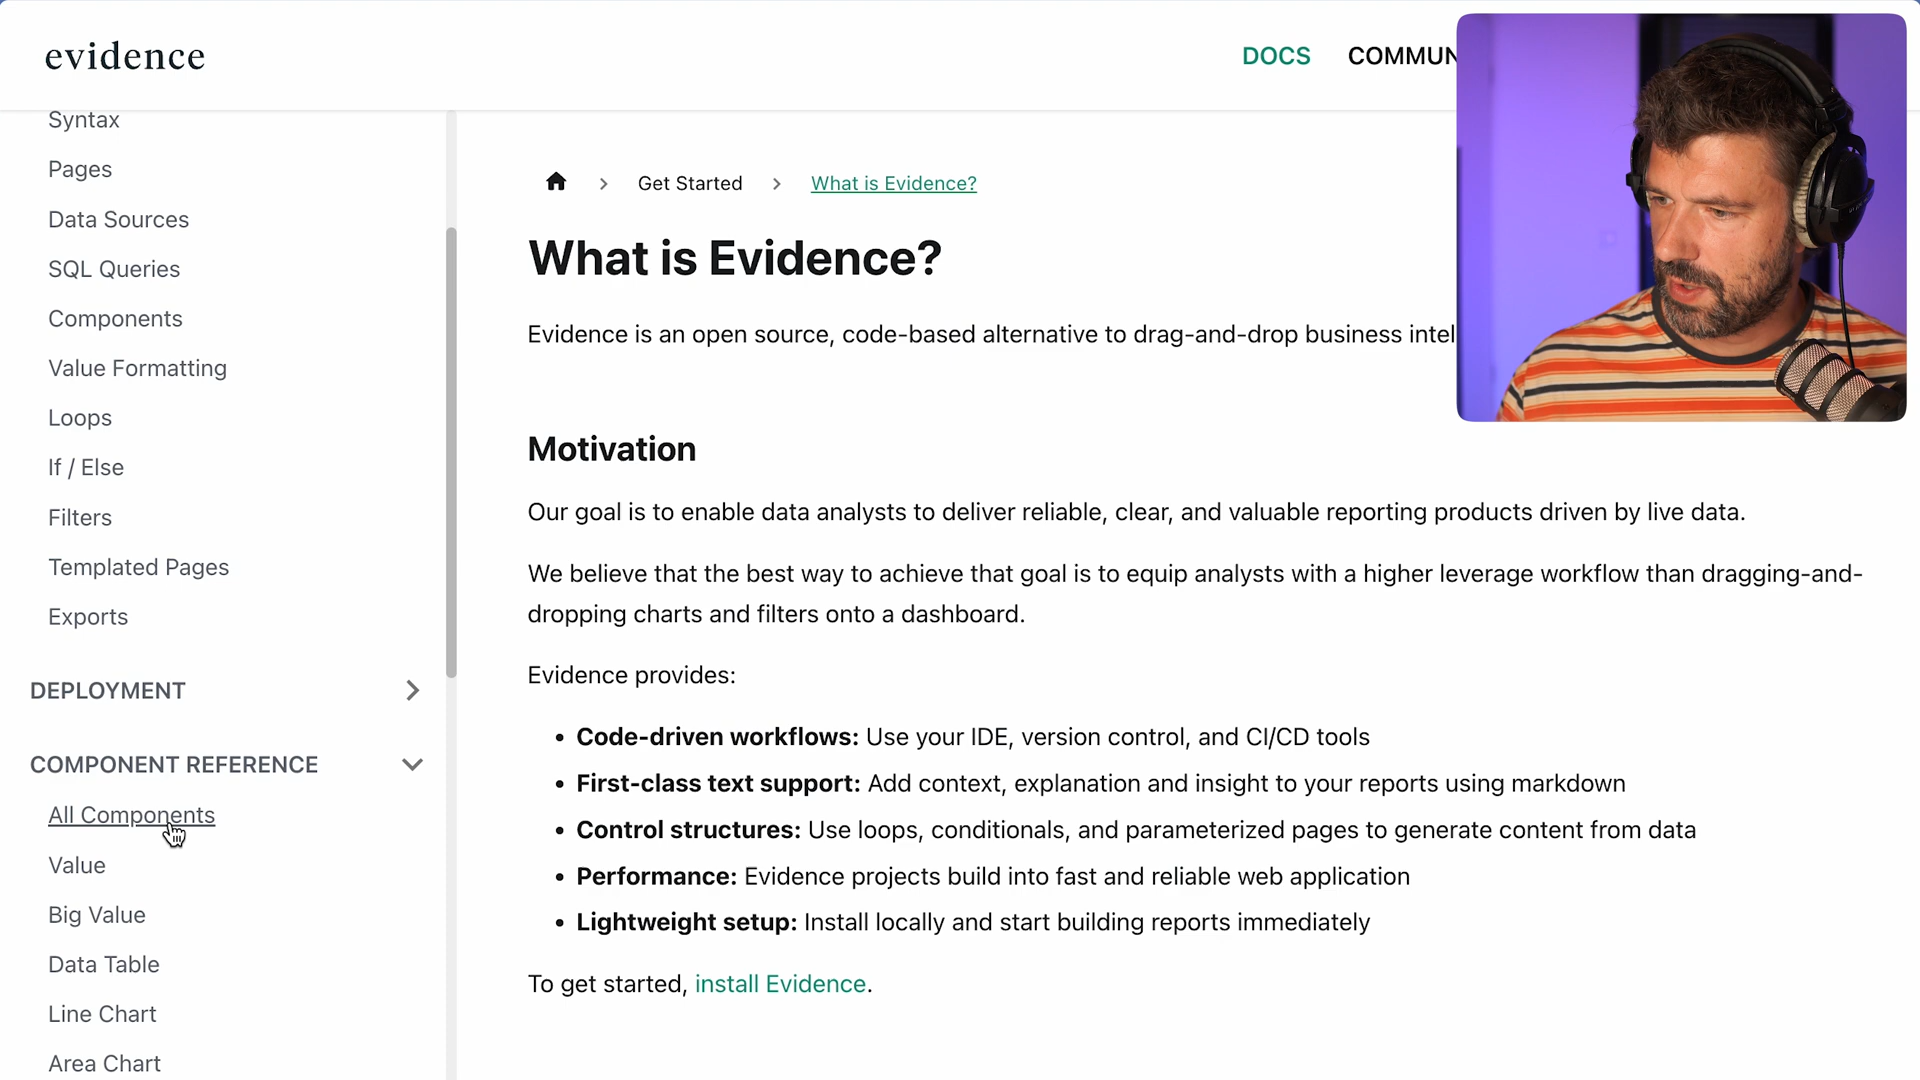 evidence
DOCS
COMMUN
Syntax
Pages
Data Sources
SQL Queries
Components
Value Formatting
Loops
If / Else
Filters
Templated Pages
Exports
DEPLOYMENT
COMPONENT REFERENCE
All Components
Value
Big Value
Data Table
Line Chart
Area Chart
Get Started
What is Evidence?
What is Evidence?
Evidence is an open source, code-based alternative to drag-and-drop business intel
Motivation
Our goal is to enable data analysts to deliver reliable, clear, and valuable reporting products driven by live data.
We believe that the best way to achieve that goal is to equip analysts with a higher leverage workflow than dragging-and-
dropping charts and filters onto a dashboard.
Evidence provides:
• Code-driven workflows: Use your IDE, version control, and CI/CD tools
• First-class text support: Add context, explanation and insight to your reports using markdown
• Control structures: Use loops, conditionals, and parameterized pages to generate content from data
• Performance: Evidence projects build into fast and reliable web application
• Lightweight setup: Install locally and start building reports immediately
To get started, install Evidence.